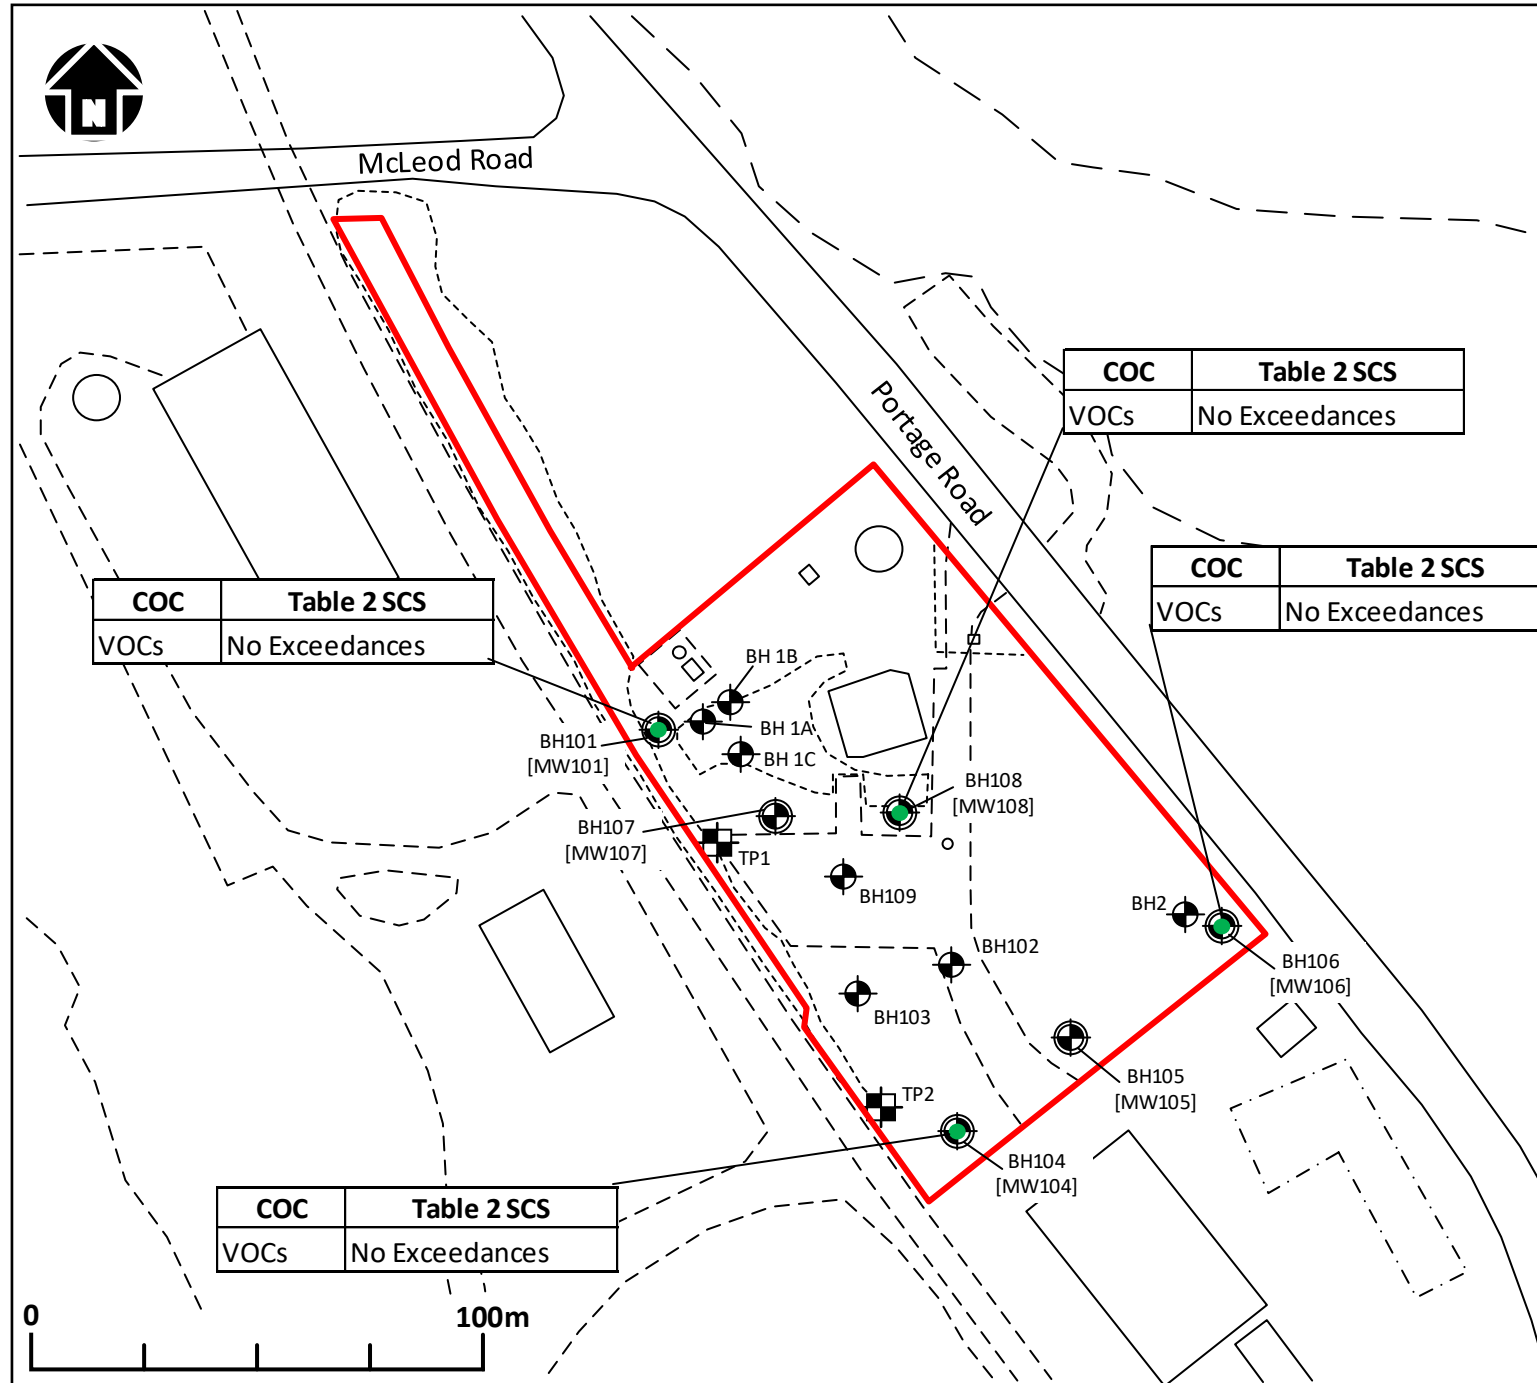 N
McLeod Road
Portage Road
COC Table 2 SCS
VOCs No Exceedances
COC Table 2 SCS
VOCs No Exceedances
COC Table 2 SCS
VOCs No Exceedances
BH 1B
BH 1A
BH 1C
BH101
[MW101]
BH108
[MW108]
BH107
[MW107]
TP1
BH109
BH2
BH102
BH106
[MW106]
BH103
BH105
[MW105]
TP2
BH104
[MW104]
COC Table 2 SCS
VOCs No Exceedances
0 100m